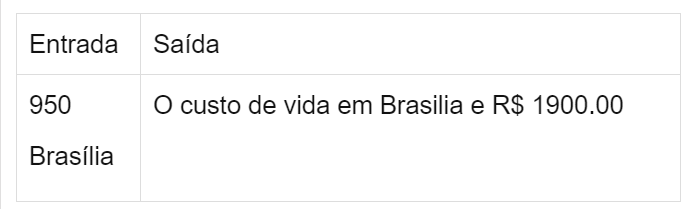 Entrada Saída
950 O custo de vida em Brasilia e R$ 1900.00
Brasília